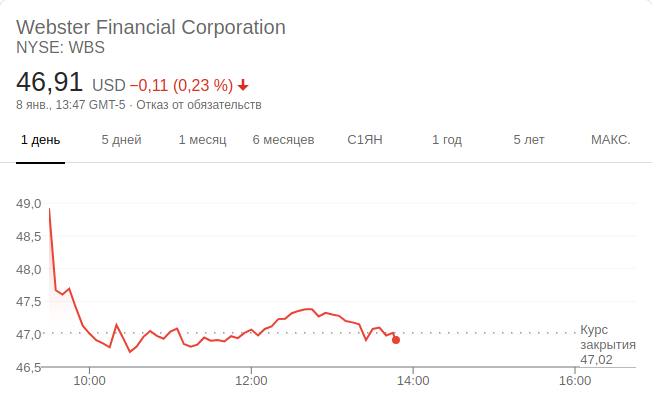 Webster Financial Corporation
NYSE: WBS
46,91 USD −0,11 (0,23 %)
8 янв., 13:47 GMT-5 · Отказ от обязательств
1 день 5 дней 1 месяц 6 месяцев С1ЯН 1 год 5 лет МАКС.
49,0
48,5
48,0
47,5
47,0
46,5
Курс
закрытия
47,02
10:00 12:00 14:00 16:00